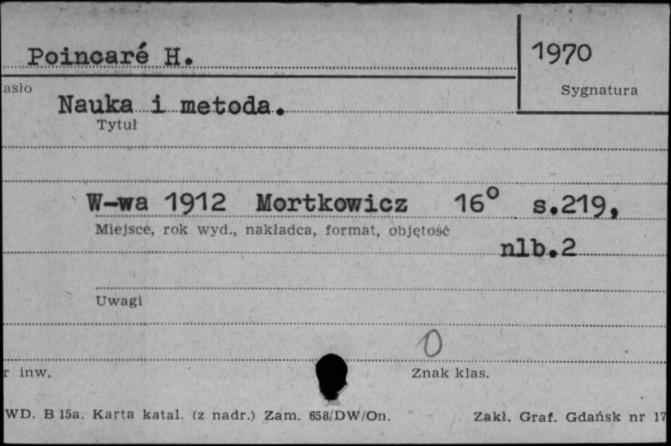 Poincaré H.
1970
asło
Sygnatura
Nauka i metoda.
Tytuł
W-wa 1912 Mortkowicz 16° s.219,
Miejsce, rok wyd., nakładca, format, objętość
nlb.2
Uwagi
0
r inw.
Znak klas.
WD. B 15a. Karta katal. (z nadr.) Zam. 658/DW/On.
Zakł. Graf. Gdańsk nr 17